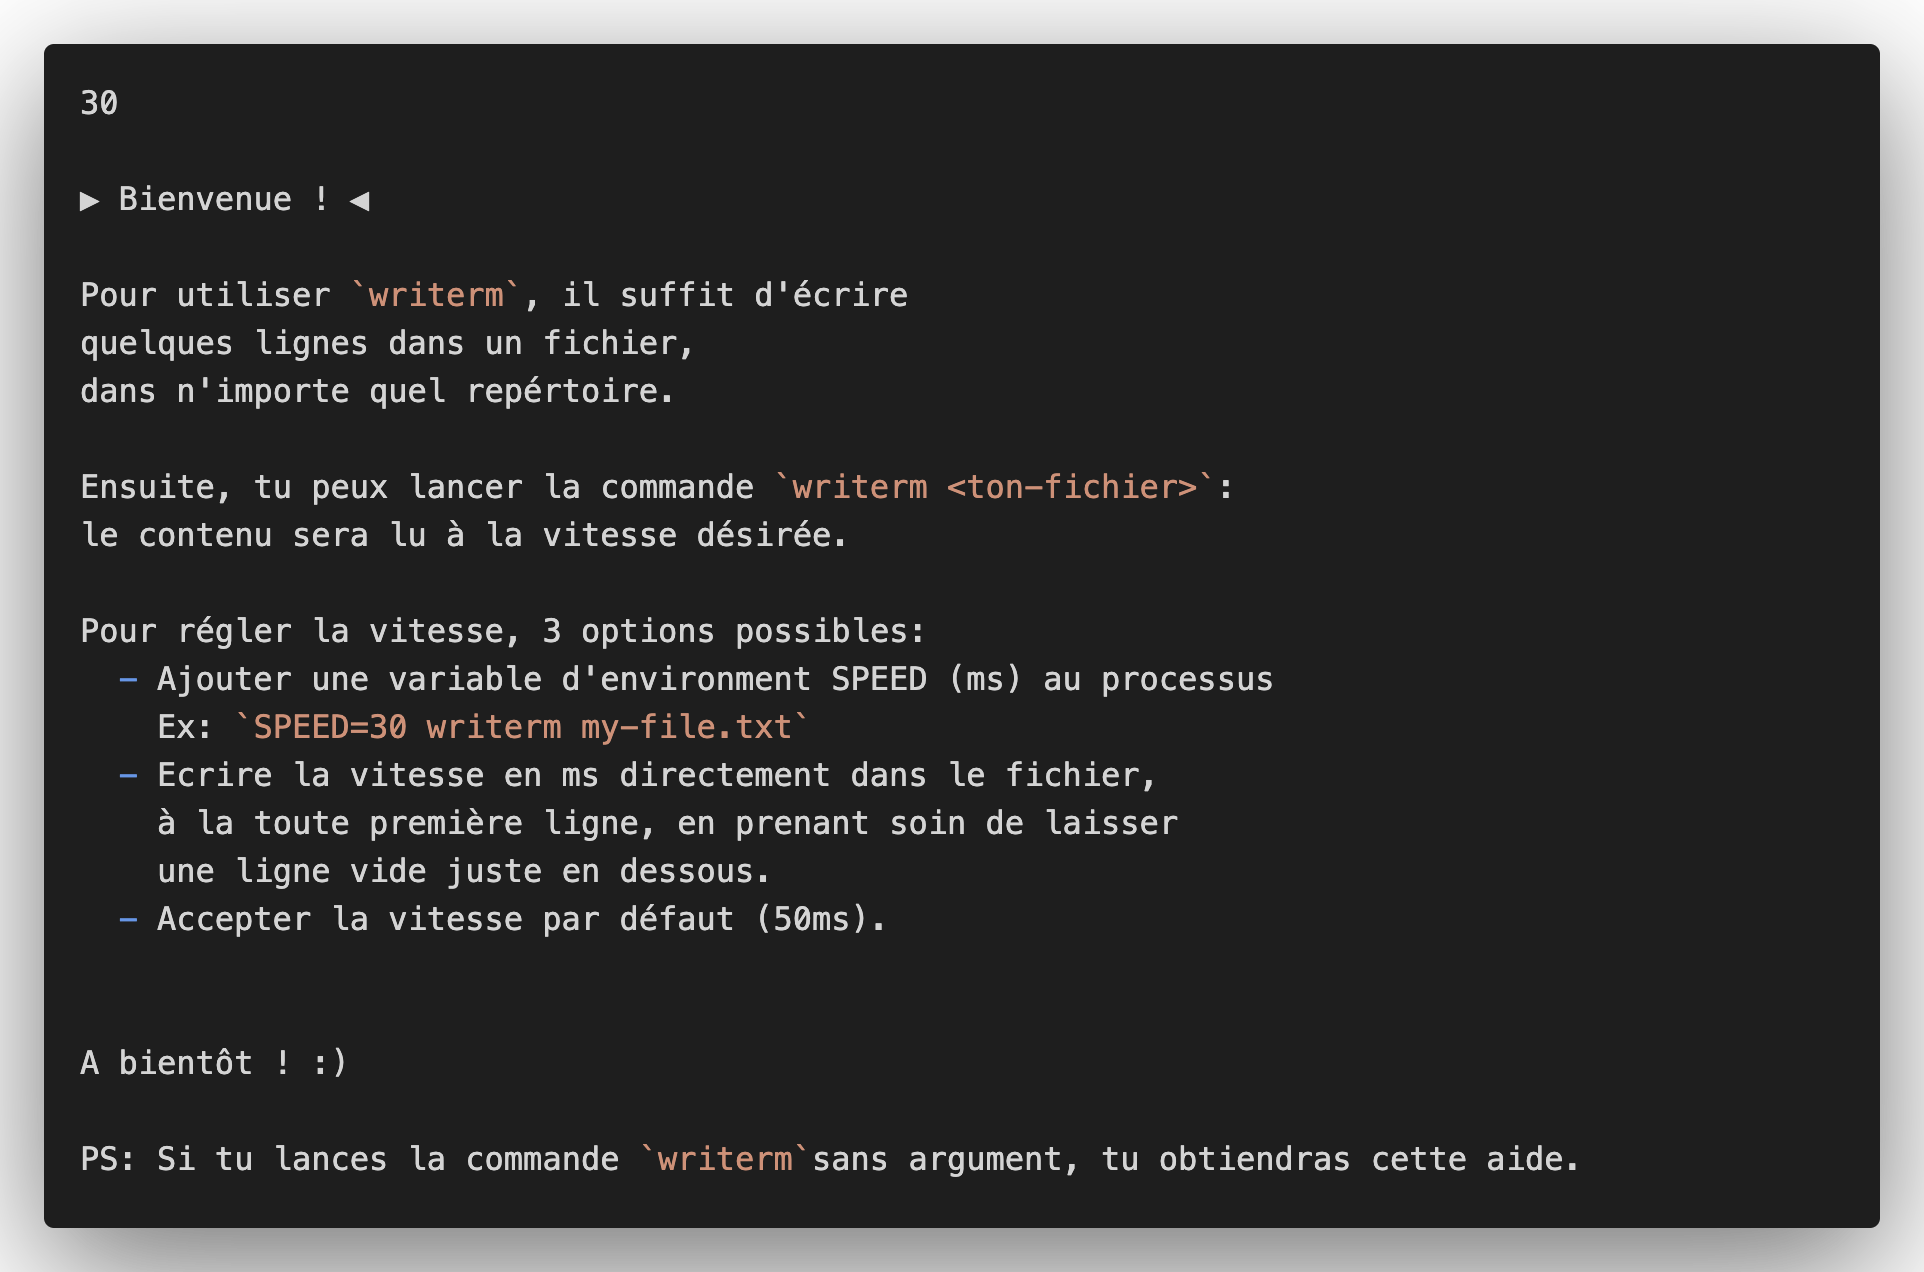 30
▶ Bienvenue ! ◀
Pour utiliser `writerm`, il suffit d'écrire
quelques lignes dans un fichier,
dans n'importe quel repértoire.
Ensuite, tu peux lancer la commande `writerm <ton-fichier>`:
le contenu sera lu à la vitesse désirée.
Pour régler la vitesse, 3 options possibles:
  - Ajouter une variable d'environment SPEED (ms) au processus
    Ex: `SPEED=30 writerm my-file.txt`
  - Ecrire la vitesse en ms directement dans le fichier,
    à la toute première ligne, en prenant soin de laisser
    une ligne vide juste en dessous.
  - Accepter la vitesse par défaut (50ms).
A bientôt ! :)
PS: Si tu lances la commande `writerm`sans argument, tu obtiendras cette aide.